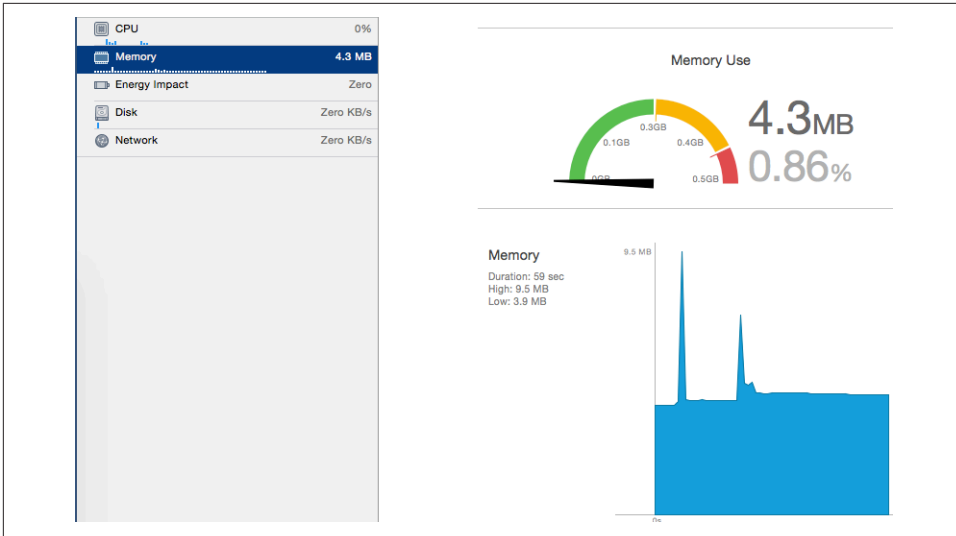 CPU 0%
Memory 4.3 MB
Energy Impact Zero
Disk Zero KB/s
Network Zero KB/s
Memory Use
0GB
0.1GB
0.3GB
0.4GB
0.5GB
4.3MB
0.86%
Memory
Duration: 59 sec
High: 9.5 MB
Low: 3.9 MB
9.5 MB
0s